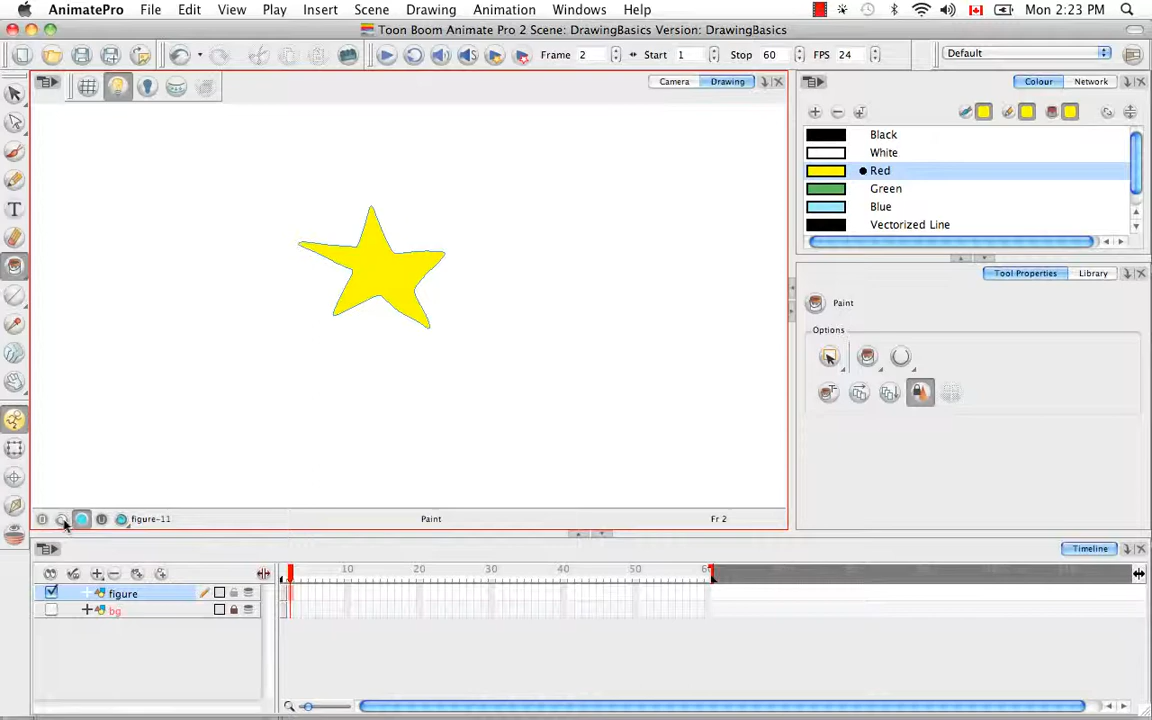 AnimatePro File Edit View Play Insert Scene Drawing Animation Windows Help Mon 2:23 PM
Toon Boom Animate Pro 2 Scene: DrawingBasics Version: DrawingBasics
Frame 2 Start 1 Stop 60 FPS 24 Default
Camera Drawing
Colour Network
Black
White
Red
Green
Blue
Vectorized Line
Tool Properties Library
Paint
Options
figure-11 Paint Fr 2
Timeline
10 20 30 40 50
figure
bg